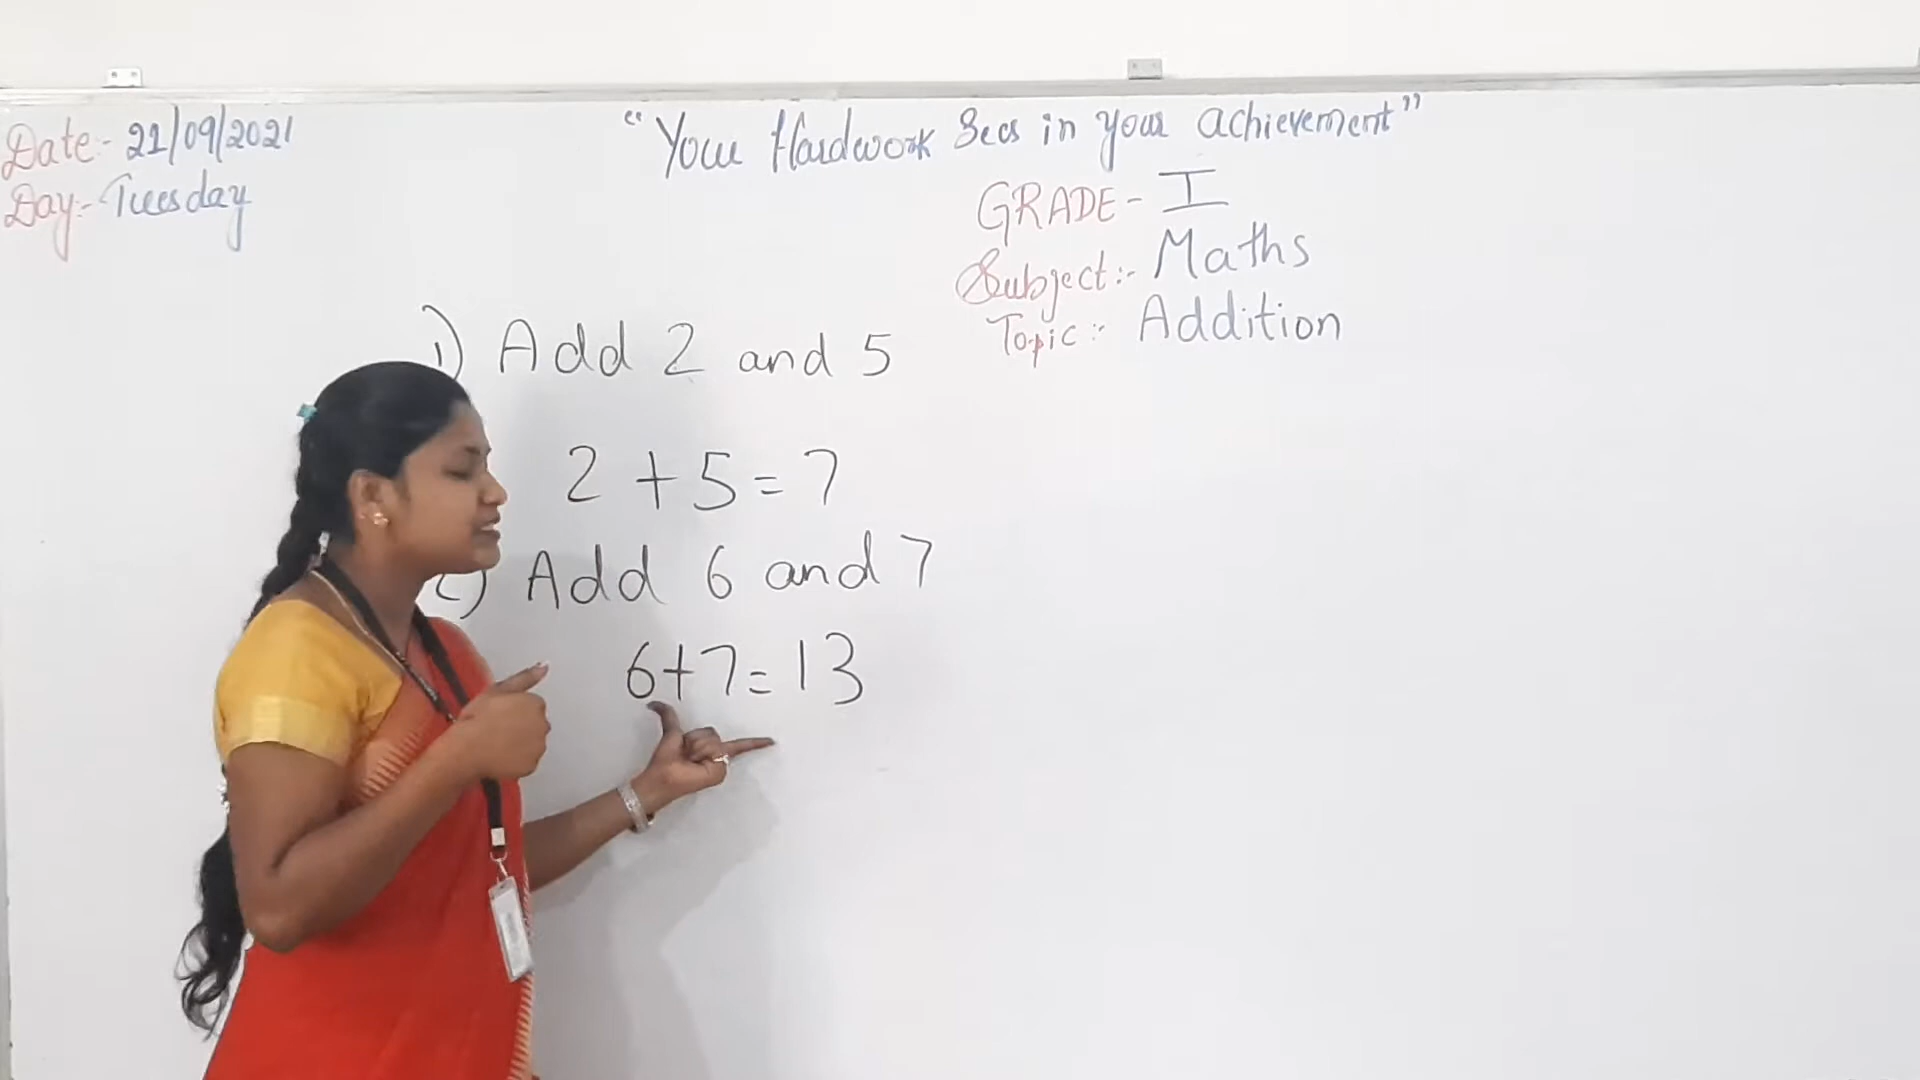 Date:- 21/09/2021
Day:- Tuesday
"Your Hardwork Sees in your achievement"
GRADE- I
Subject:- Maths
Topic:- Addition
1) Add 2 and 5
2 + 5 = 7
2) Add 6 and 7
6+7= 13